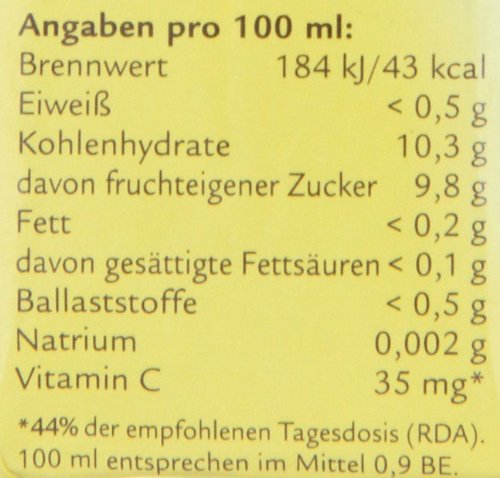 Angaben pro 100 ml:
Brennwert 184 kJ/43 kcal
Eiweiß < 0,5 g
Kohlenhydrate 10,3 g
davon fruchteigener Zucker 9,8 g
Fett < 0,2 g
davon gesättigte Fettsäuren < 0,1 g
Ballaststoffe < 0,5 g
Natrium 0,002 g
Vitamin C 35 mg*
*44% der empfohlenen Tagesdosis (RDA).
100 ml entsprechen im Mittel 0,9 BE.